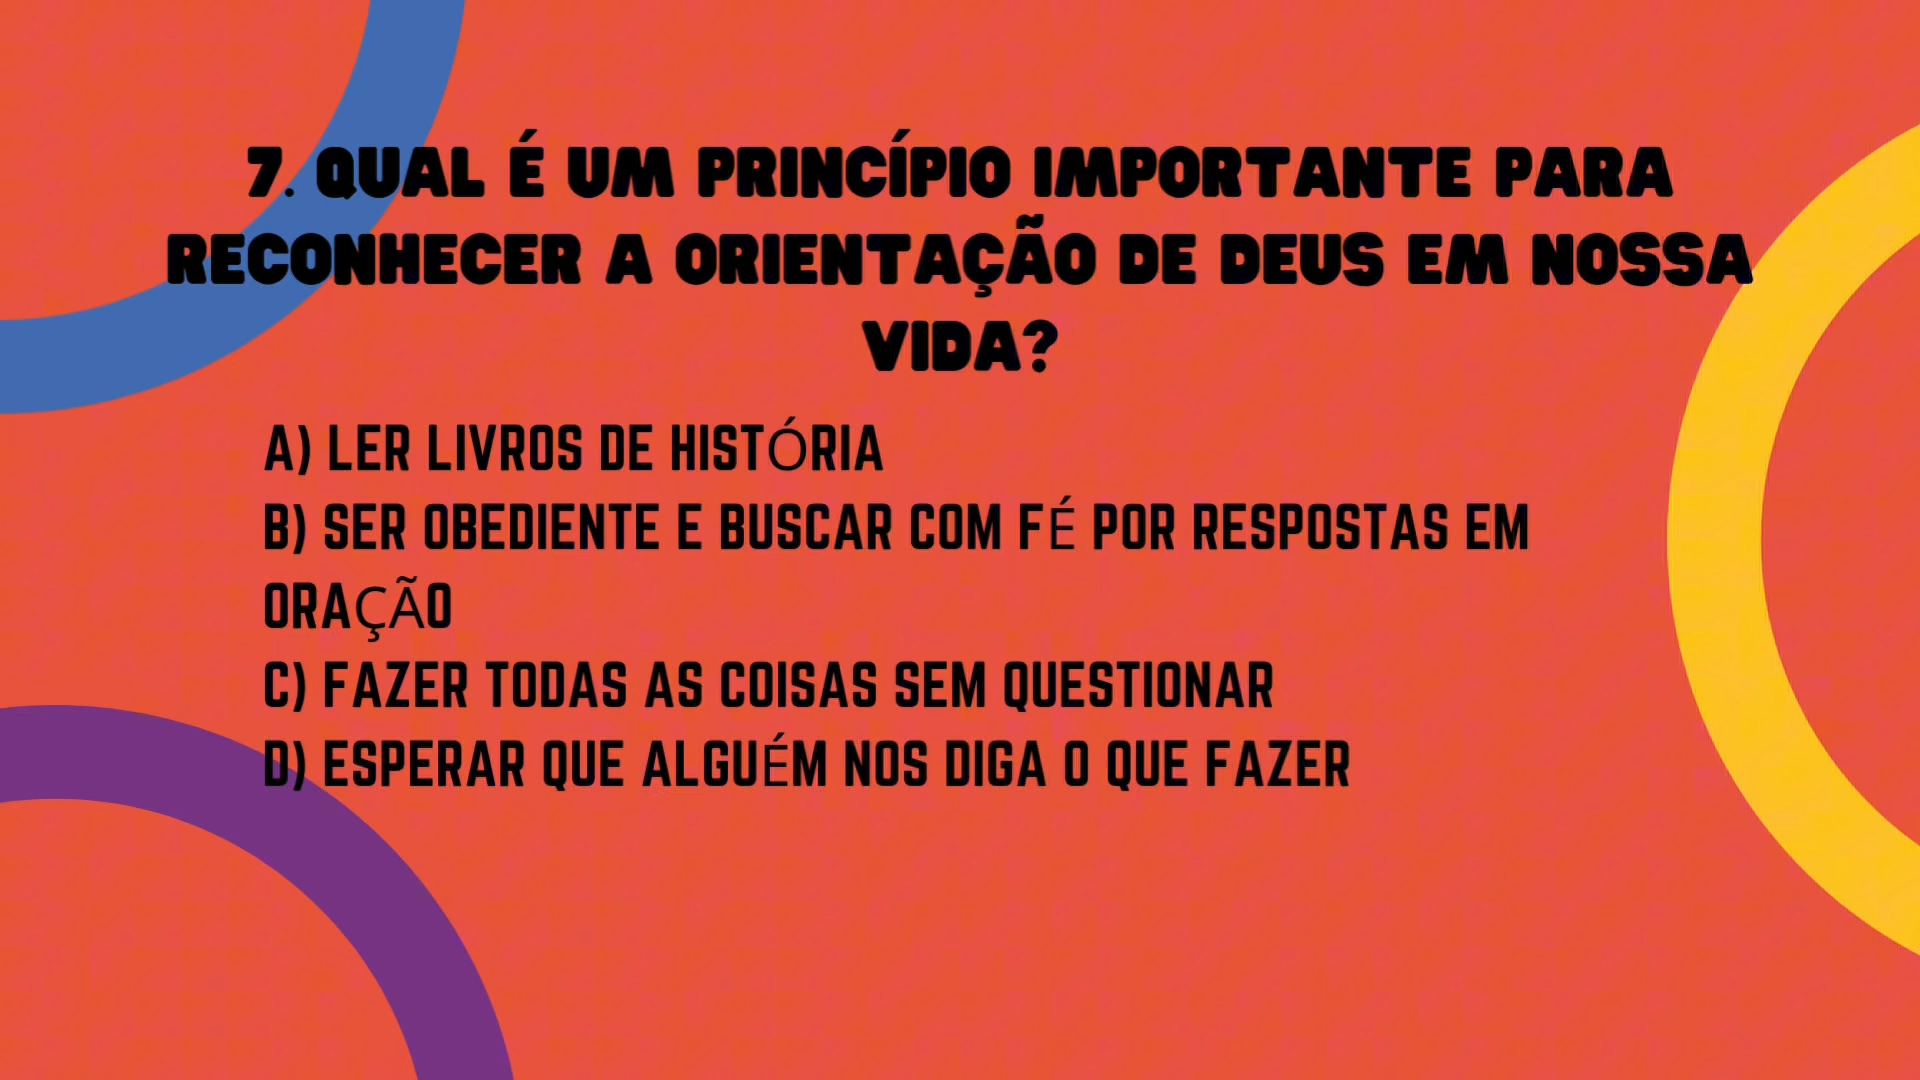 7. QUAL É UM PRINCÍPIO IMPORTANTE PARA
RECONHECER A ORIENTAÇÃO DE DEUS EM NOSSA
VIDA?
A) LER LIVROS DE HISTÓRIA
B) SER OBEDIENTE E BUSCAR COM FÉ POR RESPOSTAS EM
ORAÇÃO
C) FAZER TODAS AS COISAS SEM QUESTIONAR
D) ESPERAR QUE ALGUÉM NOS DIGA O QUE FAZER